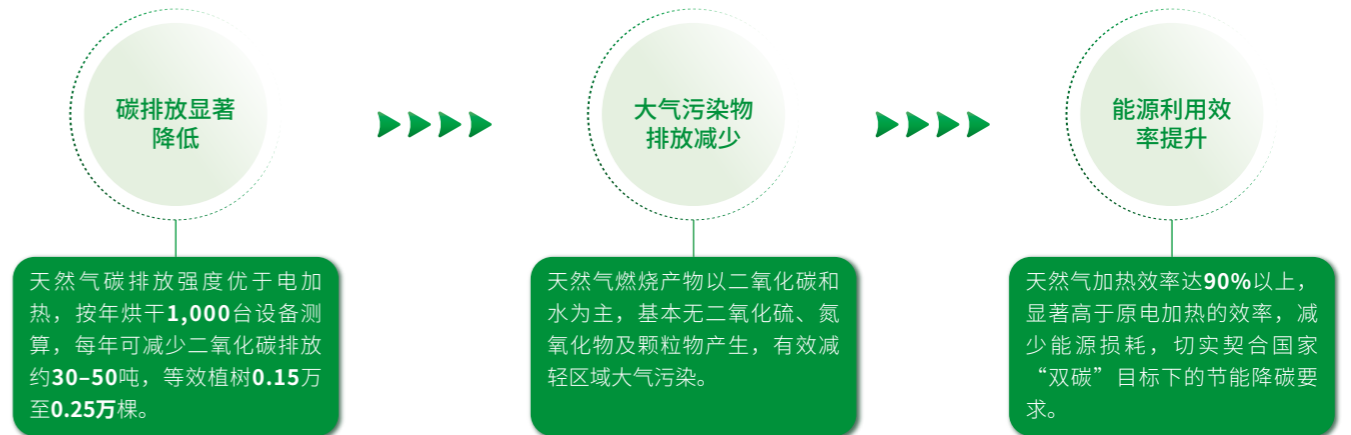 碳排放显著
降低
大气污染物
排放减少
能源利用效
率提升
天然气碳排放强度优于电加
热，按年烘干1,000台设备测
算，每年可减少二氧化碳排放
约30–50吨，等效植树0.15万
至0.25万棵。
天然气燃烧产物以二氧化碳和
水为主，基本无二氧化硫、氮
氧化物及颗粒物产生，有效减
轻区域大气污染。
天然气加热效率达90%以上，
显著高于原电加热的效率，减
少能源损耗，切实契合国家
“双碳”目标下的节能降碳要
求。